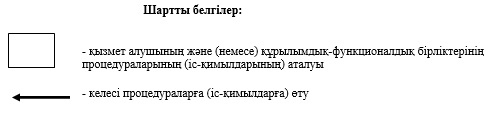 Шартты белгілер:
- қызмет алушының және (немесе) құрылымдық-функционалдық бірліктерінің
процедураларының (іс-қимылдарының) аталуы
- келесі процедураларға (іс-қимылдарға) өту